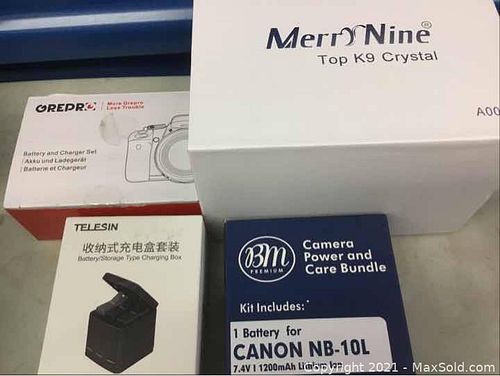 MerryNine®
Top K9 Crystal
A00
GREPRO
More Grepro
Less Trouble
Battery and Charger Set
/Akku und Ladegerät
/Batterie et Chargeur
TELESIN
收纳式充电盒套装
Battery/Storage Type Charging Box
BM
PREMIUM
Camera
Power and
Care Bundle
Kit Includes:*
1 Battery for
CANON NB-10L
7.4V | 1200mAh Lithium Ion
Copyright 2021 - MaxSold.com